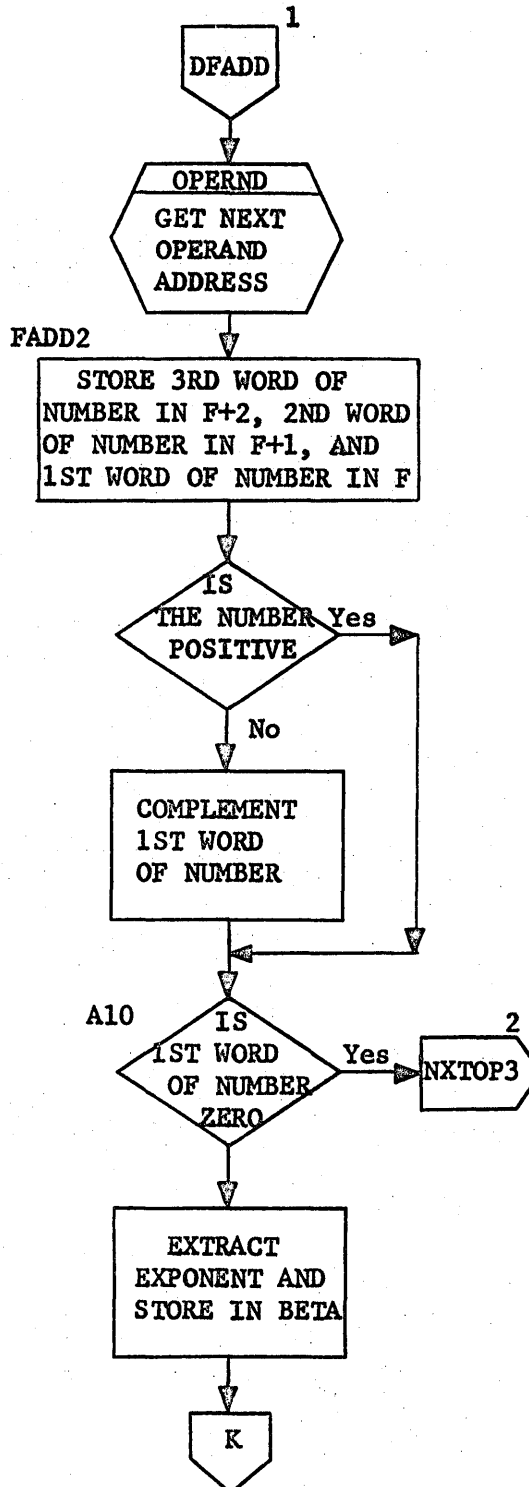 1
DFADD
OPERND
GET NEXT
OPERAND
ADDRESS
FADD2
STORE 3RD WORD OF
NUMBER IN F+2, 2ND WORD
OF NUMBER IN F+1, AND
1ST WORD OF NUMBER IN F
IS
THE NUMBER Yes
POSITIVE
No
COMPLEMENT
1ST WORD
OF NUMBER
A10
IS
1ST WORD
OF NUMBER
ZERO
Yes
2
NXTOP3
EXTRACT
EXPONENT AND
STORE IN BETA
K